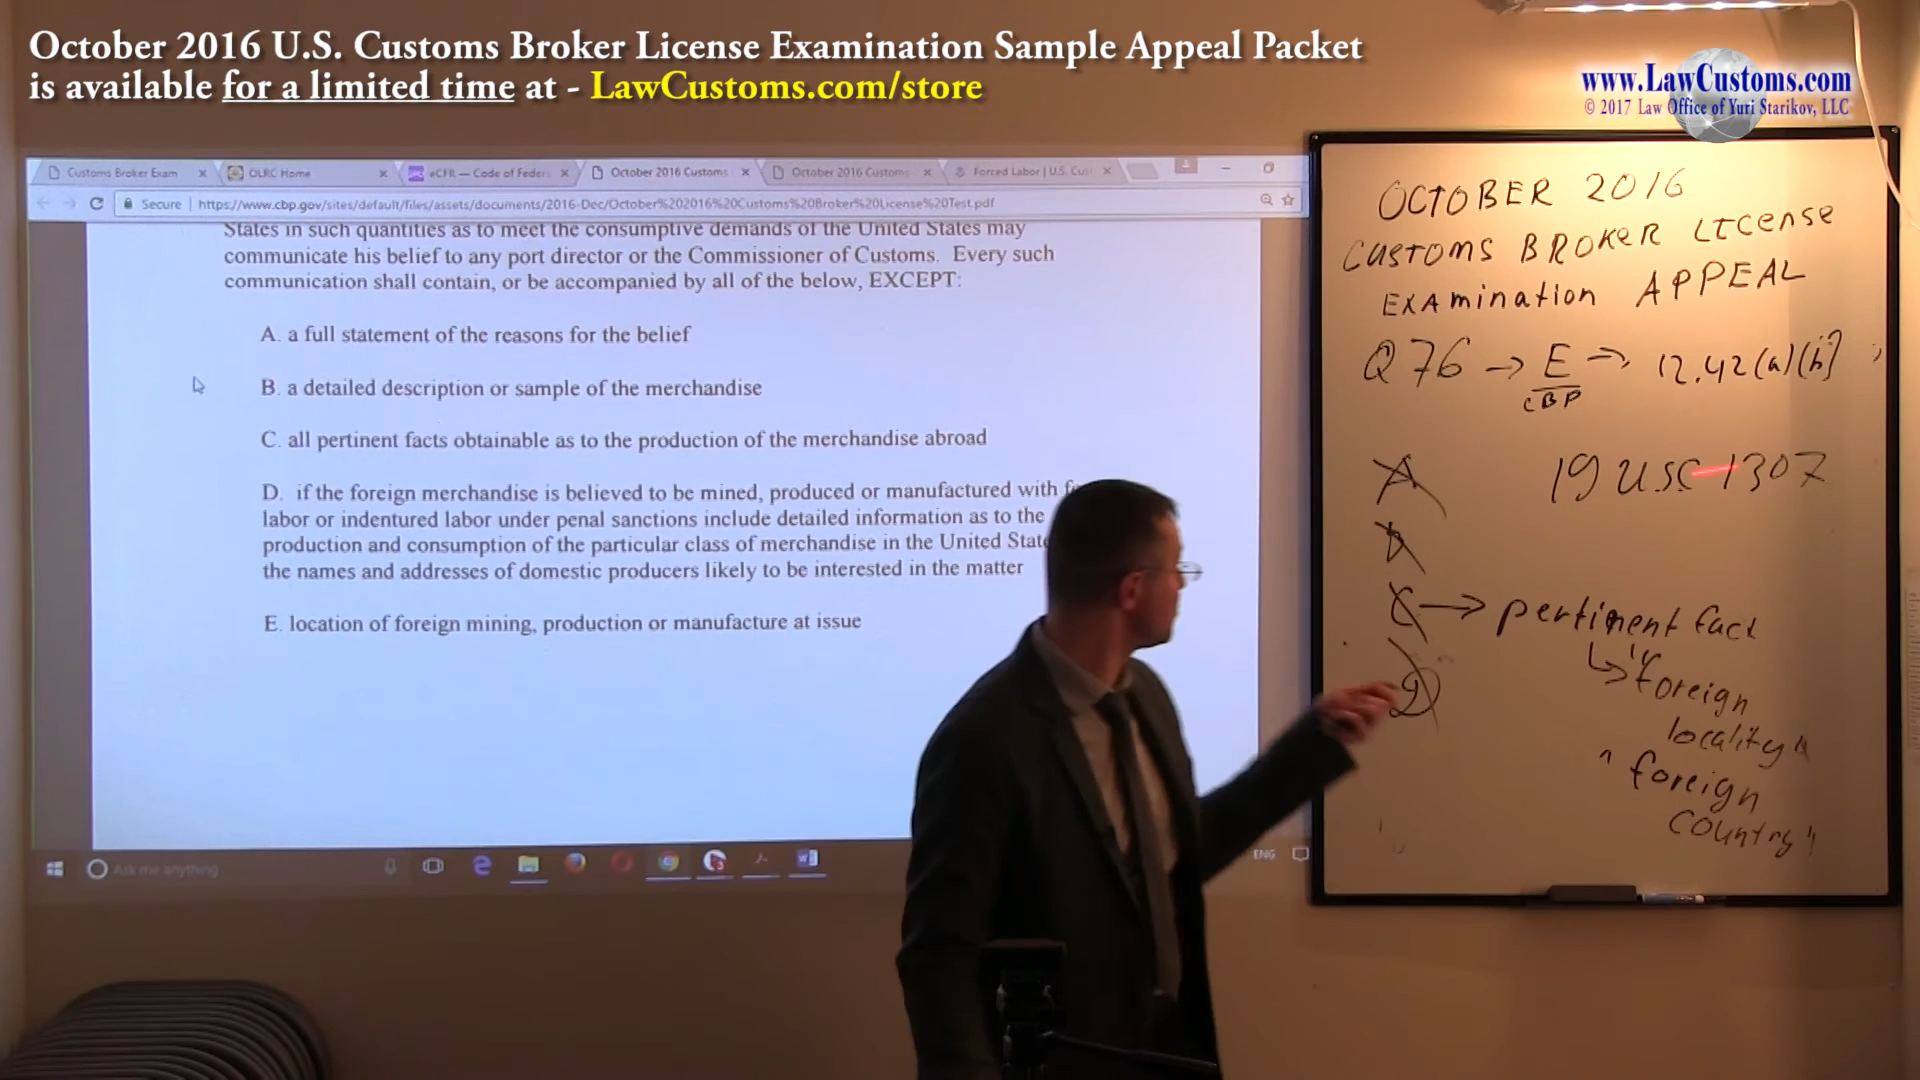 October 2016 U.S. Customs Broker License Examination Sample Appeal Packet
is available for a limited time at - LawCustoms.com/store
www.LawCustoms.com
© 2017 Law Office of Yuri Starikov, LLC
Customs Broker Exam
OLRC Home
eCFR — Code of Feder
October 2016 Customs
October 2016 Customs
Forced Labor | U.S. Cus
Secure
https://www.cbp.gov/sites/default/files/assets/documents/2016-Dec/October%202016%20Customs%20Broker%20License%20Test.pdf
States in such quantities as to meet the consumptive demands of the United States may
communicate his belief to any port director or the Commissioner of Customs. Every such
communication shall contain, or be accompanied by all of the below, EXCEPT:
A. a full statement of the reasons for the belief
B. a detailed description or sample of the merchandise
C. all pertinent facts obtainable as to the production of the merchandise abroad
D. if the foreign merchandise is believed to be mined, produced or manufactured with
labor or indentured labor under penal sanctions include detailed information as to the
production and consumption of the particular class of merchandise in the United
the names and addresses of domestic producers likely to be interested in the matter
E. location of foreign mining, production or manufacture at issue
Ask me anything
ENG
OCTOBER 2016
CUSTOMS BROKER LICENSE
EXAMINATION APPEAL
Q 76 → E → 12.42(a)(b)
CBP
A
19 USC 1307
B
C → pertinent fact
"foreign
locality"
D
"foreign
country"